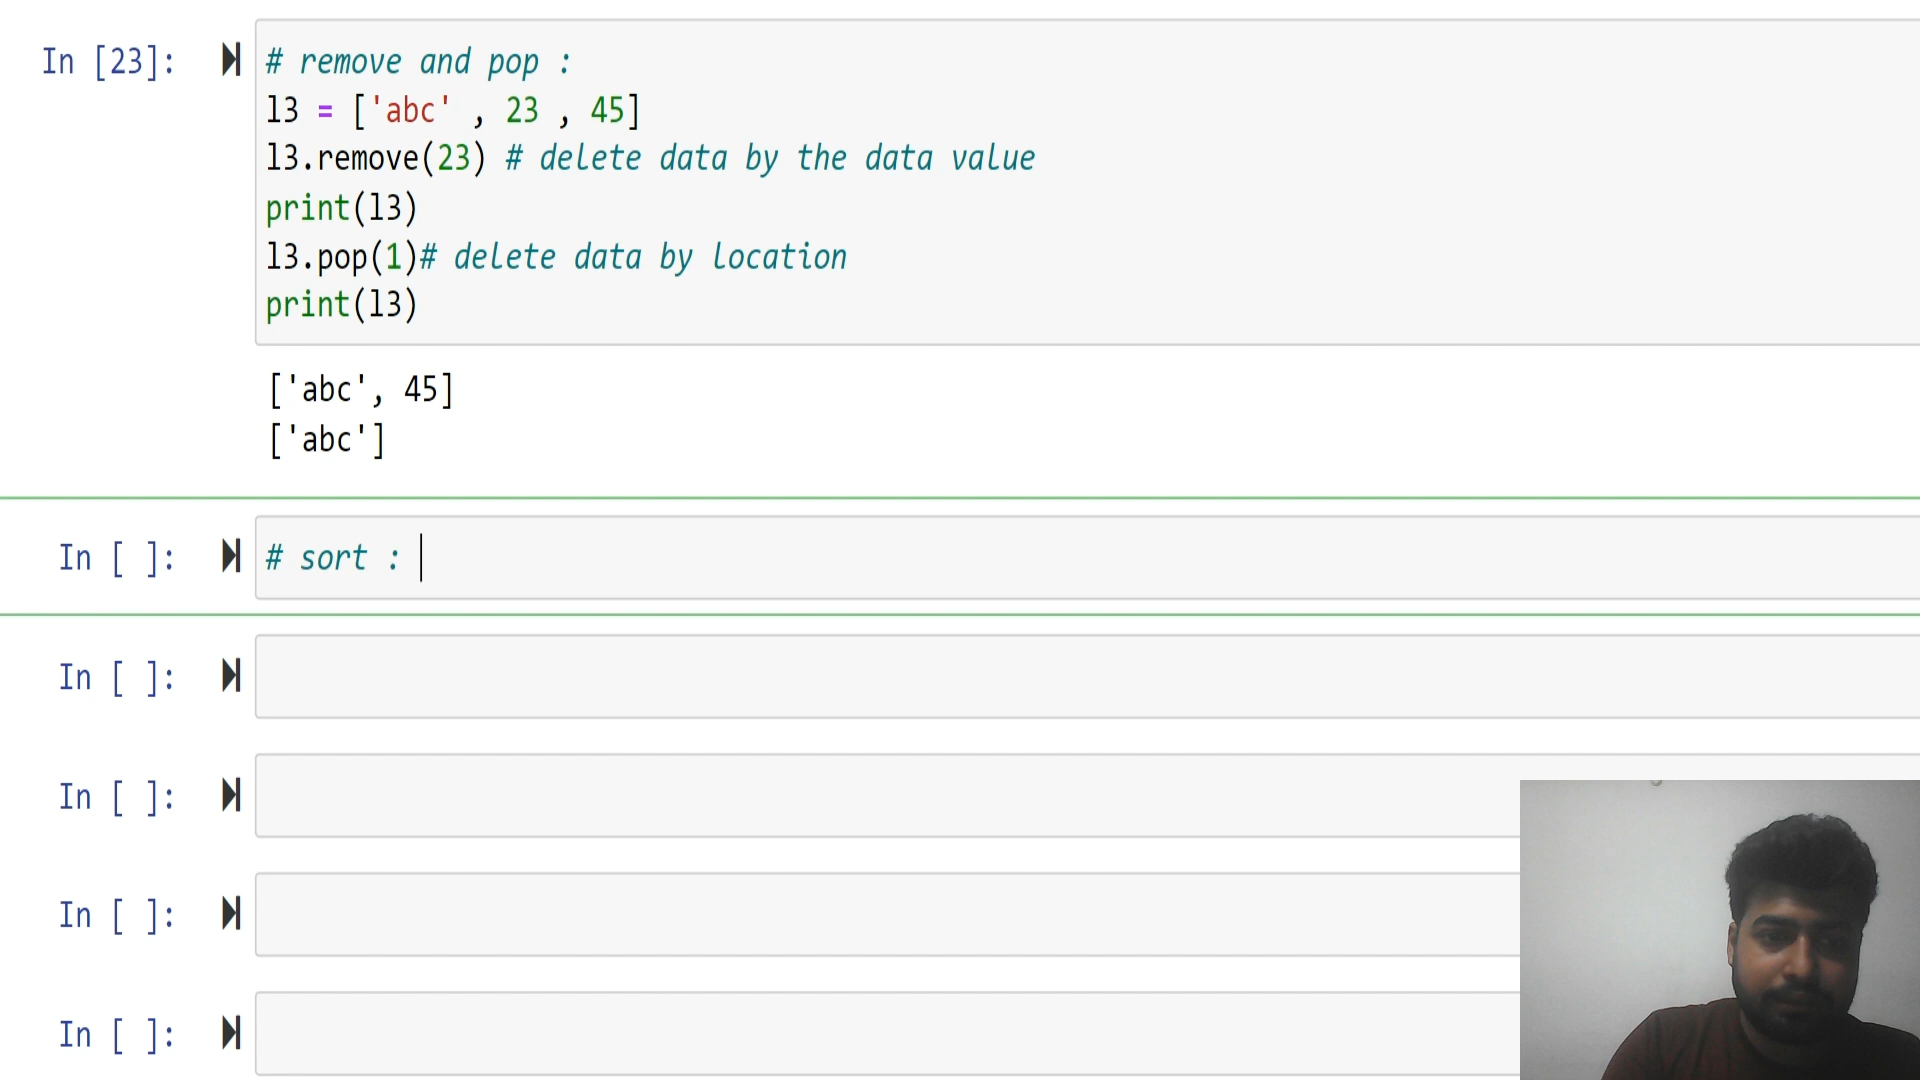 In [23]:
# remove and pop :
l3 = ['abc' , 23 , 45]
l3.remove(23) # delete data by the data value
print(l3)
l3.pop(1)# delete data by location
print(l3)
['abc', 45]
['abc']
In [ ]:
# sort :
In [ ]:
In [ ]:
In [ ]:
In [ ]: